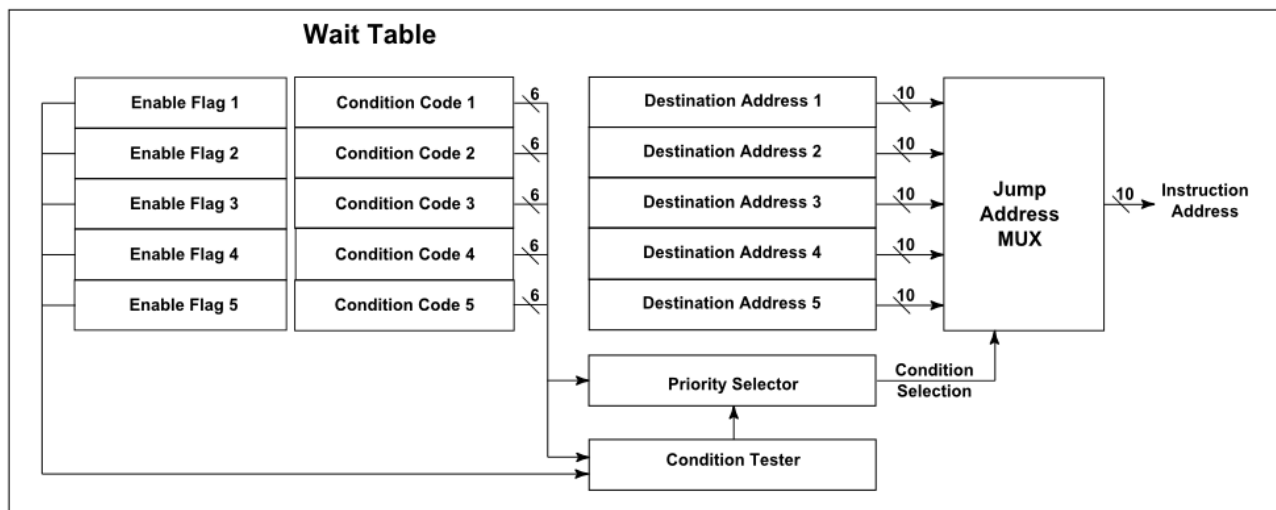 Wait Table
Enable Flag 1
Condition Code 1
6
Destination Address 1
10
Enable Flag 2
Condition Code 2
6
Destination Address 2
10
Enable Flag 3
Condition Code 3
6
Destination Address 3
10
Enable Flag 4
Condition Code 4
6
Destination Address 4
10
Enable Flag 5
Condition Code 5
6
Destination Address 5
10
Jump
Address
MUX
10
Instruction
Address
Priority Selector
Condition
Selection
Condition Tester